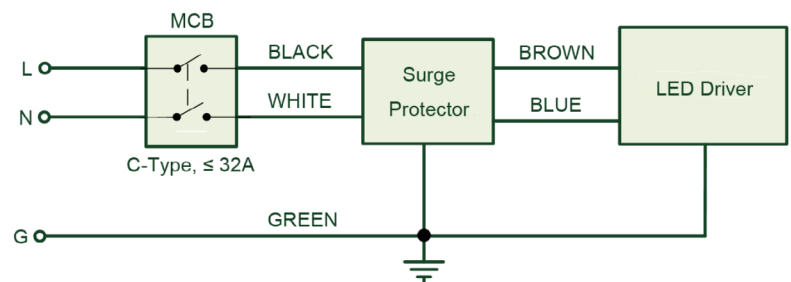 MCB
L
BLACK
BROWN
Surge
Protector
LED Driver
N
WHITE
BLUE
C-Type, ≤ 32A
G
GREEN